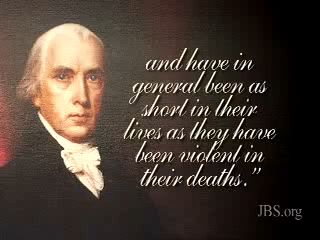 and have in
general been as
short in their
lives as they have
been violent in
their deaths.”
JBS.org